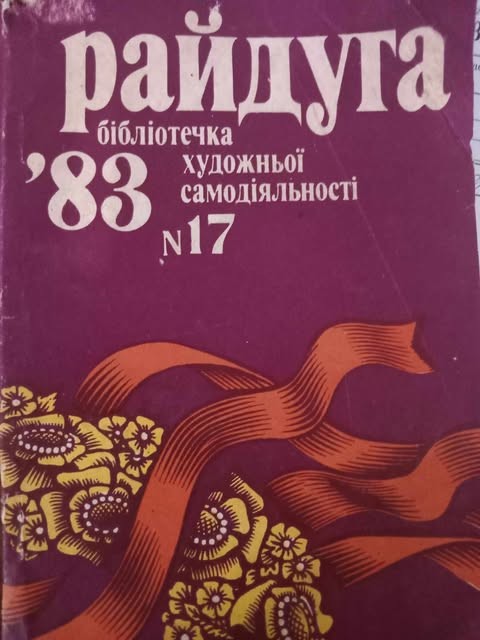 райдуга
бібліотечка
художньої
самодіяльності
'83
N17